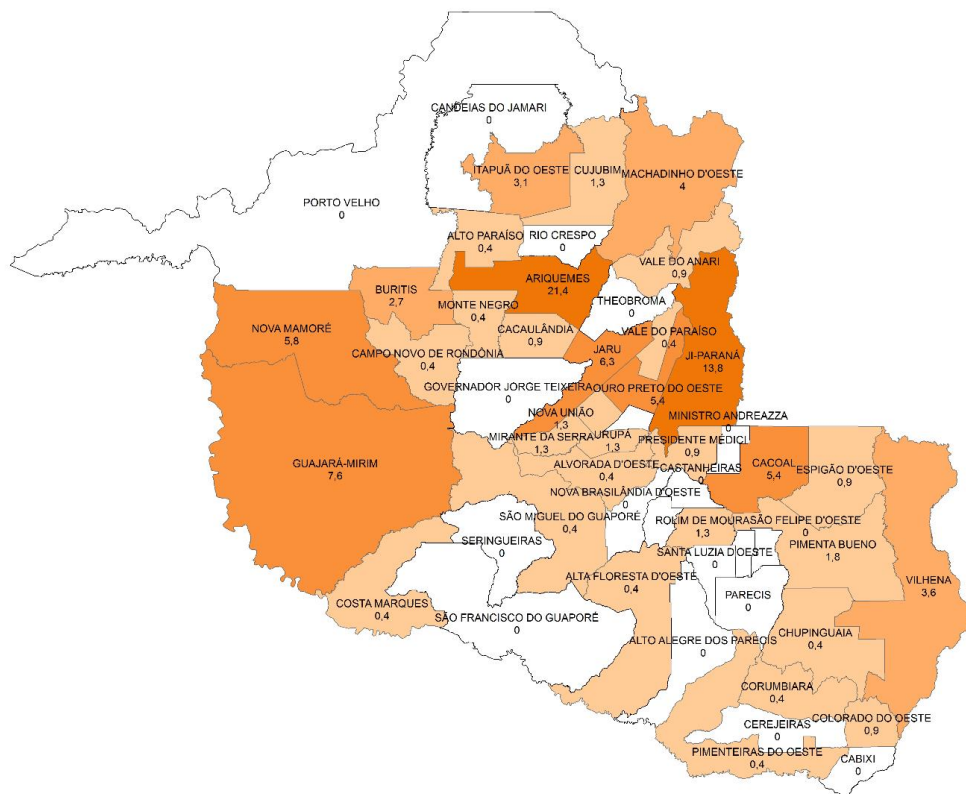 CANDEIAS DO JAMARI
0
ITAPUÃ DO OESTE
3,1
CUJUBIM
1,3
MACHADINHO D'OESTE
4
PORTO VELHO
0
ALTO PARAÍSO
0,4
RIO CRESPO
0
VALE DO ANARI
0,9
ARIQUEMES
21,4
BURITIS
2,7
THEOBROMA
0
MONTE NEGRO
0,4
NOVA MAMORÉ
5,8
CACAULÂNDIA
0,9
VALE DO PARAÍSO
0,4
JARU
6,3
CAMPO NOVO DE RONDÔNIA
0,4
JI-PARANÁ
13,8
GOVERNADOR JORGE TEIXEIRA
0
OURO PRETO DO OESTE
5,4
NOVA UNIÃO
1,3
MINISTRO ANDREAZZA
0
MIRANTE DA SERRA
1,3
URUPÁ
1,3
PRESIDENTE MÉDICI
0,9
GUAJARÁ-MIRIM
7,6
ALVORADA D'OESTE
0,4
CASTANHEIRAS
0
CACOAL
5,4
ESPIGÃO D'OESTE
0,9
NOVA BRASILÂNDIA D'OESTE
0
SÃO MIGUEL DO GUAPORÉ
0,4
ROLIM DE MOURA
1,3
SÃO FELIPE D'OESTE
0
SERINGUEIRAS
0
PIMENTA BUENO
1,8
SANTA LUZIA D'OESTE
0
ALTA FLORESTA D'OESTE
0,4
VILHENA
3,6
PARECIS
0
COSTA MARQUES
0,4
SÃO FRANCISCO DO GUAPORÉ
0
ALTO ALEGRE DOS PARECIS
0
CHUPINGUAIA
0,4
CORUMBIARA
0,4
COLORADO DO OESTE
0,9
CEREJEIRAS
0
PIMENTEIRAS DO OESTE
0,4
CABIXI
0